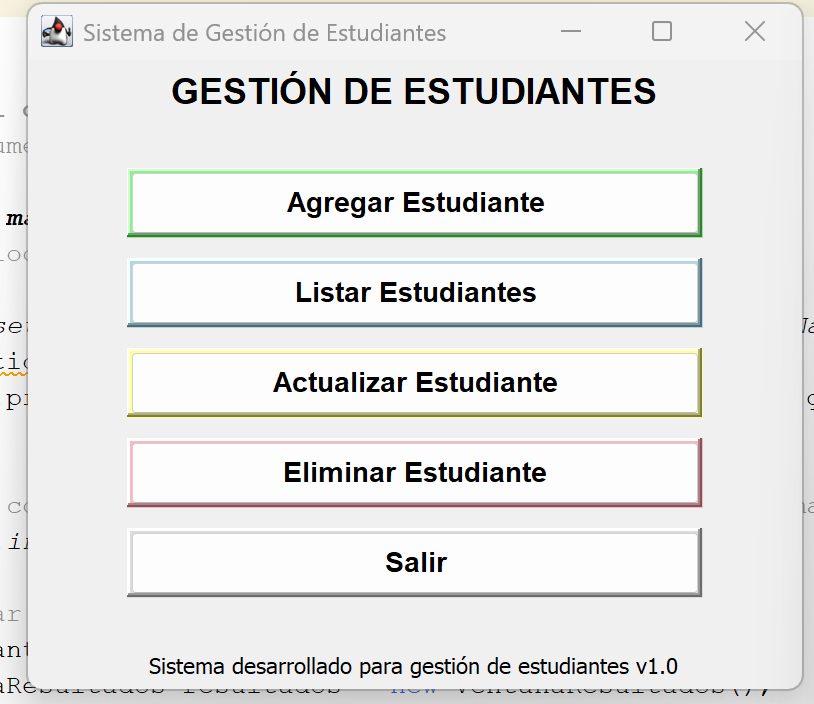 Sistema de Gestión de Estudiantes
GESTIÓN DE ESTUDIANTES
Agregar Estudiante
Listar Estudiantes
Actualizar Estudiante
Eliminar Estudiante
Salir
Sistema desarrollado para gestión de estudiantes v1.0